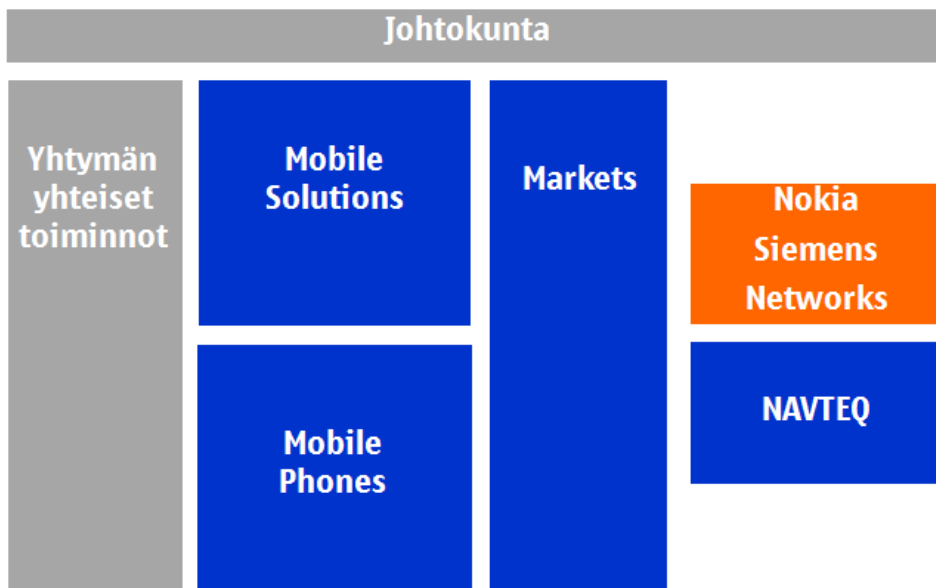 Johtokunta
Yhtymän
yhteiset
toiminnot
Mobile
Solutions
Mobile
Phones
Markets
Nokia
Siemens
Networks
NAVTEQ